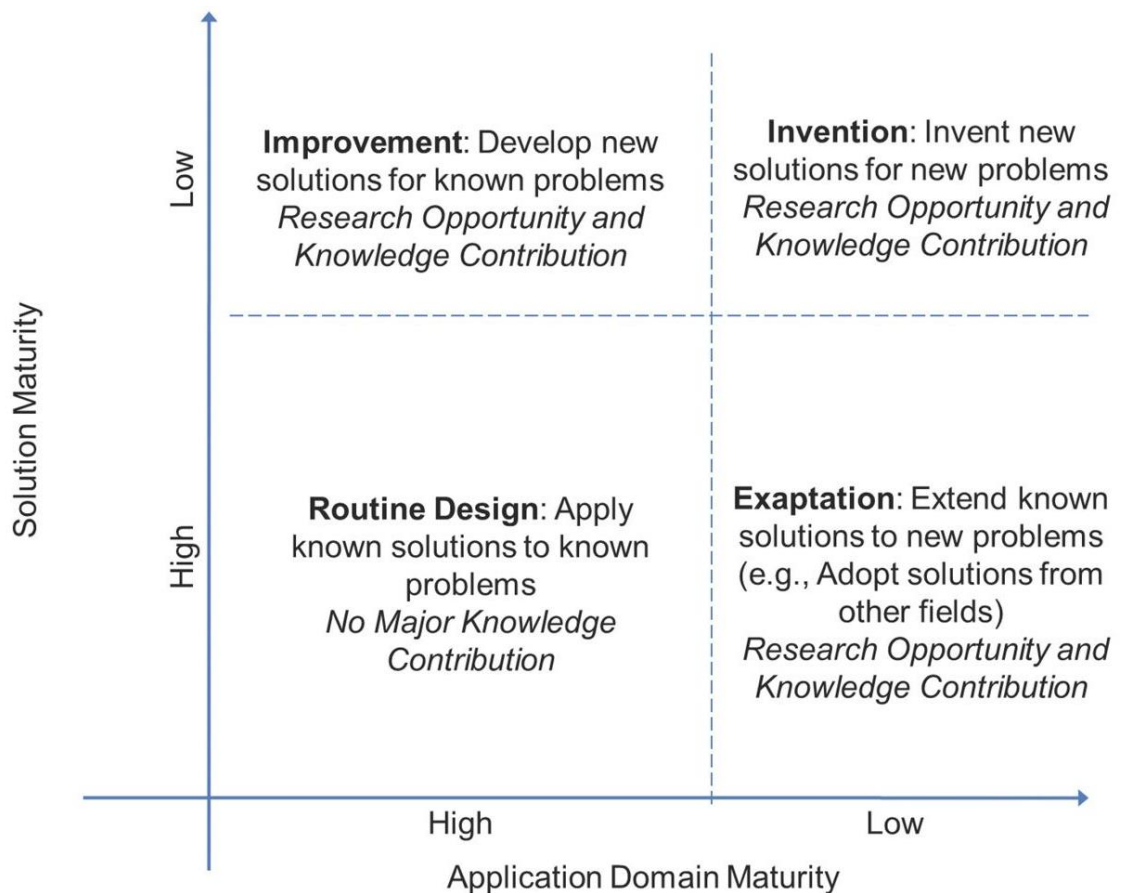 Improvement: Develop new
solutions for known problems
Research Opportunity and
Knowledge Contribution
Invention: Invent new
solutions for new problems
Research Opportunity and
Knowledge Contribution
Low
Solution Maturity
High
Routine Design: Apply
known solutions to known
problems
No Major Knowledge
Contribution
Exaptation: Extend known
solutions to new problems
(e.g., Adopt solutions from
other fields)
Research Opportunity and
Knowledge Contribution
High
Low
Application Domain Maturity